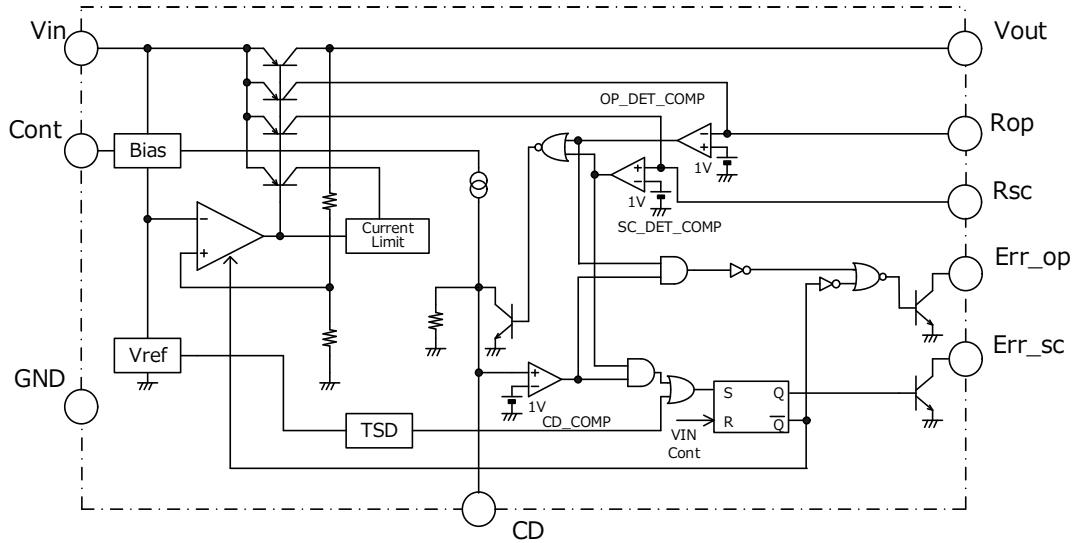 Vin
Vout
OP_DET_COMP
Cont
Rop
Bias
−
+
1V
+
−
1V
Rsc
SC_DET_COMP
−
+
Current
Limit
Err_op
Vref
Err_sc
GND
+
−
1V
CD_COMP
S
Q
R
Q
VIN
Cont
TSD
CD